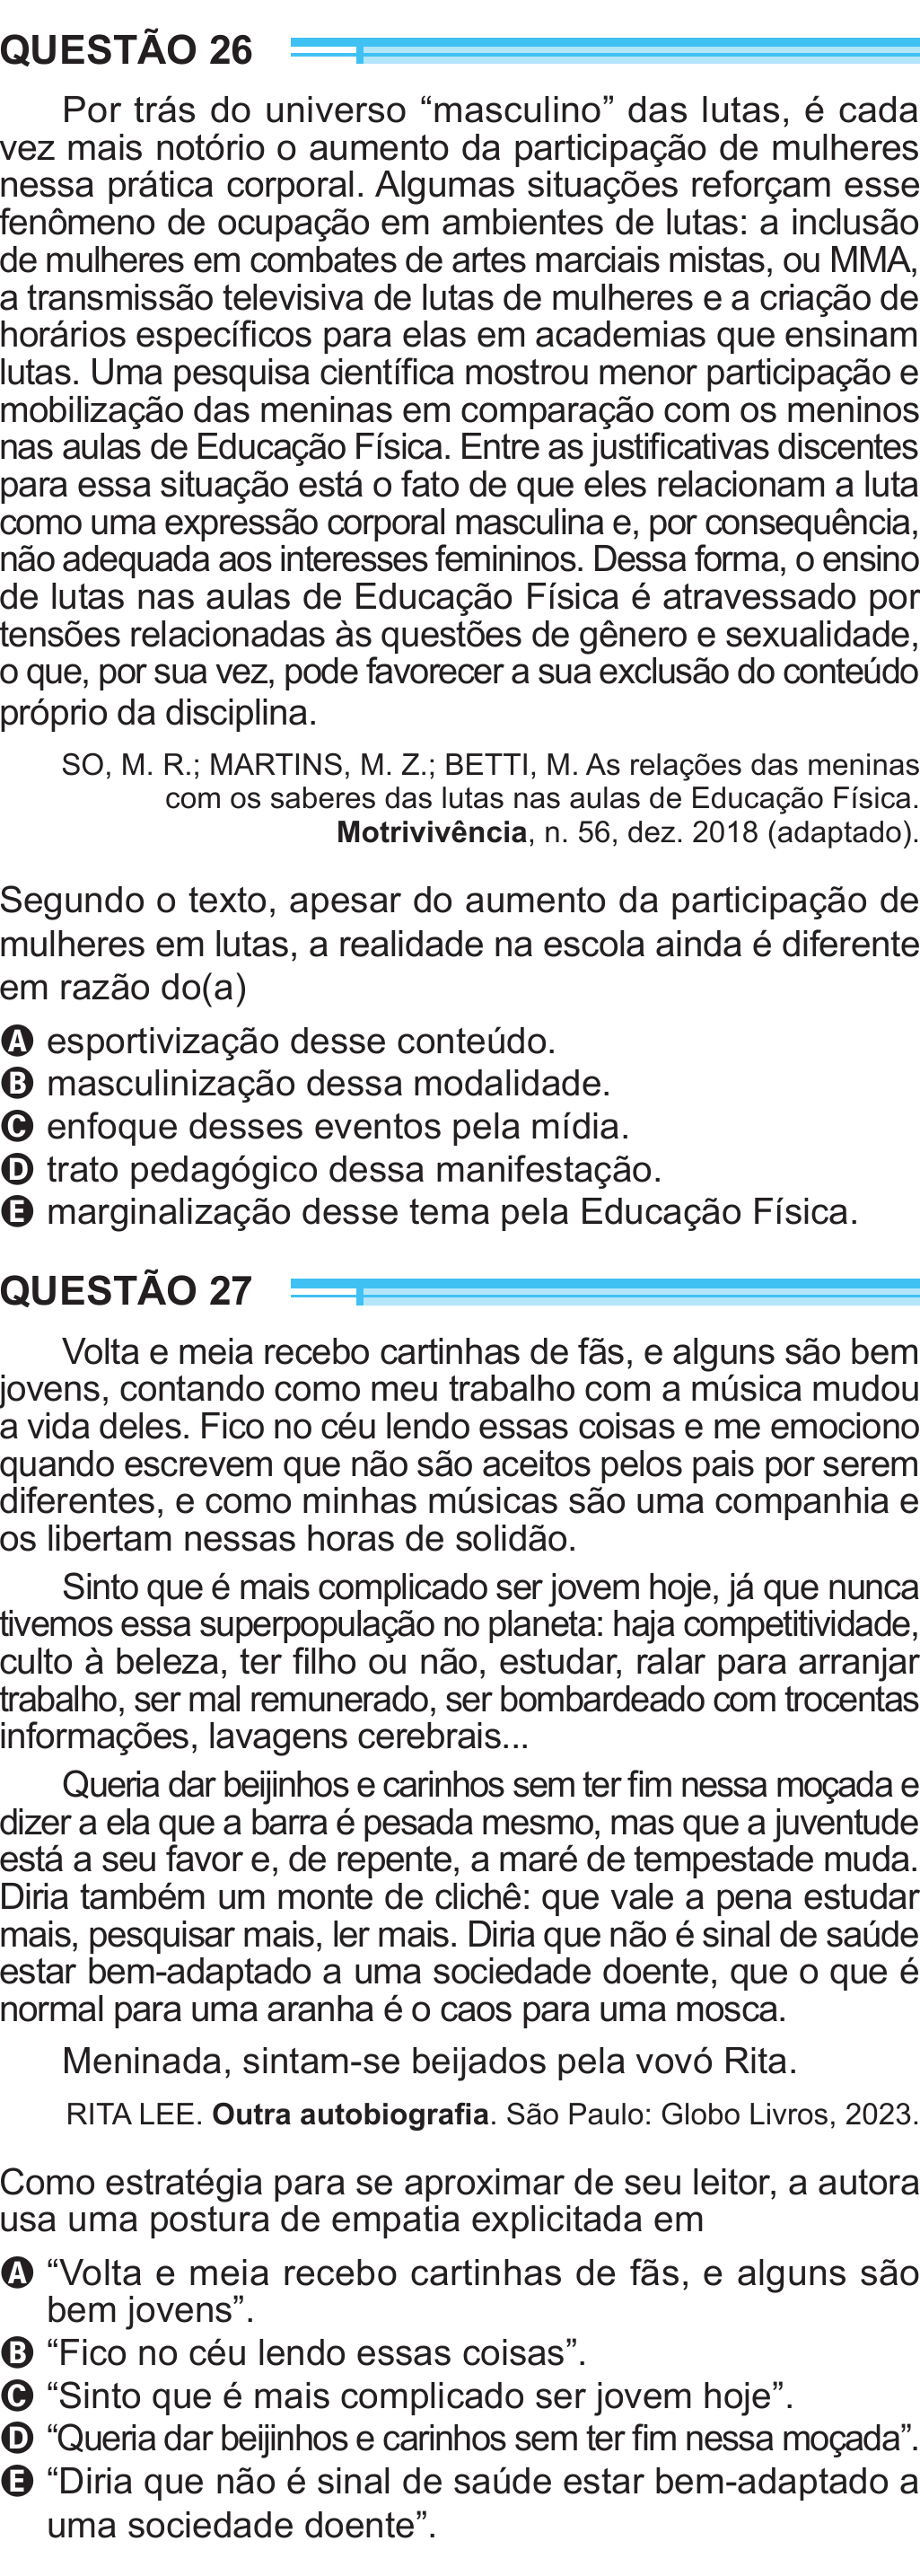 QUESTÃO 26
Por trás do universo “masculino” das lutas, é cada
vez mais notório o aumento da participação de mulheres
nessa prática corporal. Algumas situações reforçam esse
fenômeno de ocupação em ambientes de lutas: a inclusão
de mulheres em combates de artes marciais mistas, ou MMA,
a transmissão televisiva de lutas de mulheres e a criação de
horários específicos para elas em academias que ensinam
lutas. Uma pesquisa científica mostrou menor participação e
mobilização das meninas em comparação com os meninos
nas aulas de Educação Física. Entre as justificativas discentes
para essa situação está o fato de que eles relacionam a luta
como uma expressão corporal masculina e, por consequência,
não adequada aos interesses femininos. Dessa forma, o ensino
de lutas nas aulas de Educação Física é atravessado por
tensões relacionadas às questões de gênero e sexualidade,
o que, por sua vez, pode favorecer a sua exclusão do conteúdo
próprio da disciplina.
SO, M. R.; MARTINS, M. Z.; BETTI, M. As relações das meninas
com os saberes das lutas nas aulas de Educação Física.
Motrivivência, n. 56, dez. 2018 (adaptado).
Segundo o texto, apesar do aumento da participação de
mulheres em lutas, a realidade na escola ainda é diferente
em razão do(a)
A esportivização desse conteúdo.
B masculinização dessa modalidade.
C enfoque desses eventos pela mídia.
D trato pedagógico dessa manifestação.
E marginalização desse tema pela Educação Física.
QUESTÃO 27
Volta e meia recebo cartinhas de fãs, e alguns são bem
jovens, contando como meu trabalho com a música mudou
a vida deles. Fico no céu lendo essas coisas e me emociono
quando escrevem que não são aceitos pelos pais por serem
diferentes, e como minhas músicas são uma companhia e
os libertam nessas horas de solidão.
Sinto que é mais complicado ser jovem hoje, já que nunca
tivemos essa superpopulação no planeta: haja competitividade,
culto à beleza, ter filho ou não, estudar, ralar para arranjar
trabalho, ser mal remunerado, ser bombardeado com trocentas
informações, lavagens cerebrais...
Queria dar beijinhos e carinhos sem ter fim nessa moçada e
dizer a ela que a barra é pesada mesmo, mas que a juventude
está a seu favor e, de repente, a maré de tempestade muda.
Diria também um monte de clichê: que vale a pena estudar
mais, pesquisar mais, ler mais. Diria que não é sinal de saúde
estar bem-adaptado a uma sociedade doente, que o que é
normal para uma aranha é o caos para uma mosca.
Meninada, sintam-se beijados pela vovó Rita.
RITA LEE. Outra autobiografia. São Paulo: Globo Livros, 2023.
Como estratégia para se aproximar de seu leitor, a autora
usa uma postura de empatia explicitada em
A “Volta e meia recebo cartinhas de fãs, e alguns são
bem jovens”.
B “Fico no céu lendo essas coisas”.
C “Sinto que é mais complicado ser jovem hoje”.
D “Queria dar beijinhos e carinhos sem ter fim nessa moçada”.
E “Diria que não é sinal de saúde estar bem-adaptado a
uma sociedade doente”.